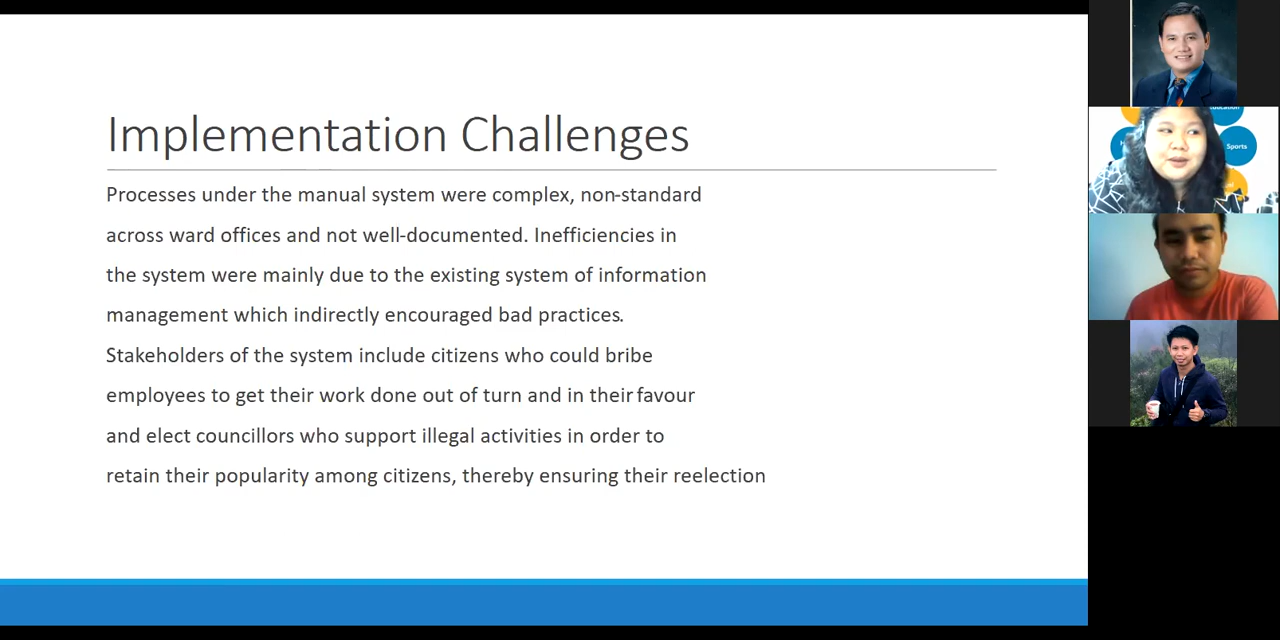 Implementation Challenges
Processes under the manual system were complex, non-standard
across ward offices and not well-documented. Inefficiencies in
the system were mainly due to the existing system of information
management which indirectly encouraged bad practices.
Stakeholders of the system include citizens who could bribe
employees to get their work done out of turn and in their favour
and elect councillors who support illegal activities in order to
retain their popularity among citizens, thereby ensuring their reelection
Sports